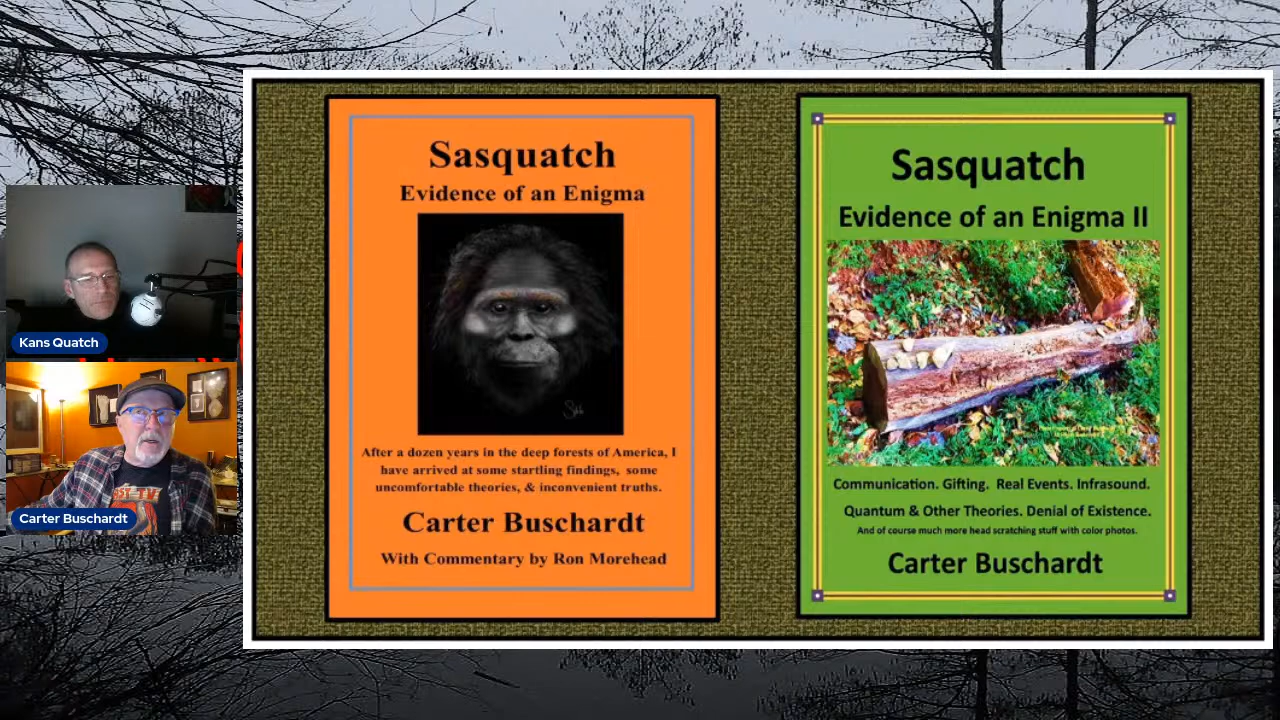 Kans Quatch
Carter Buschardt
Sasquatch
Evidence of an Enigma
After a dozen years in the deep forests of America, I
have arrived at some startling findings, some
uncomfortable theories, & inconvenient truths.
Carter Buschardt
With Commentary by Ron Morehead
Sasquatch
Evidence of an Enigma II
Communication. Gifting. Real Events. Infrasound.
Quantum & Other Theories. Denial of Existence.
And of course much more head scratching stuff with color photos.
Carter Buschardt